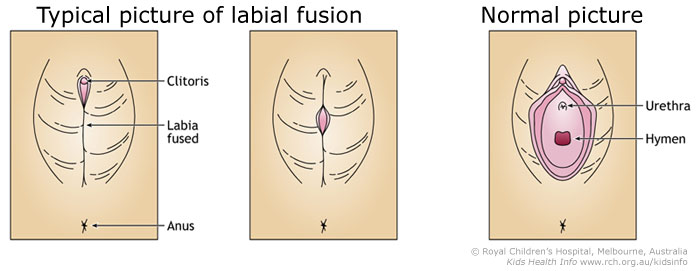 Typical picture of labial fusion
Normal picture
Clitoris
Labia
fused
Anus
Urethra
Hymen
© Royal Children's Hospital, Melbourne, Australia
Kids Health Info www.rch.org.au/kidsinfo